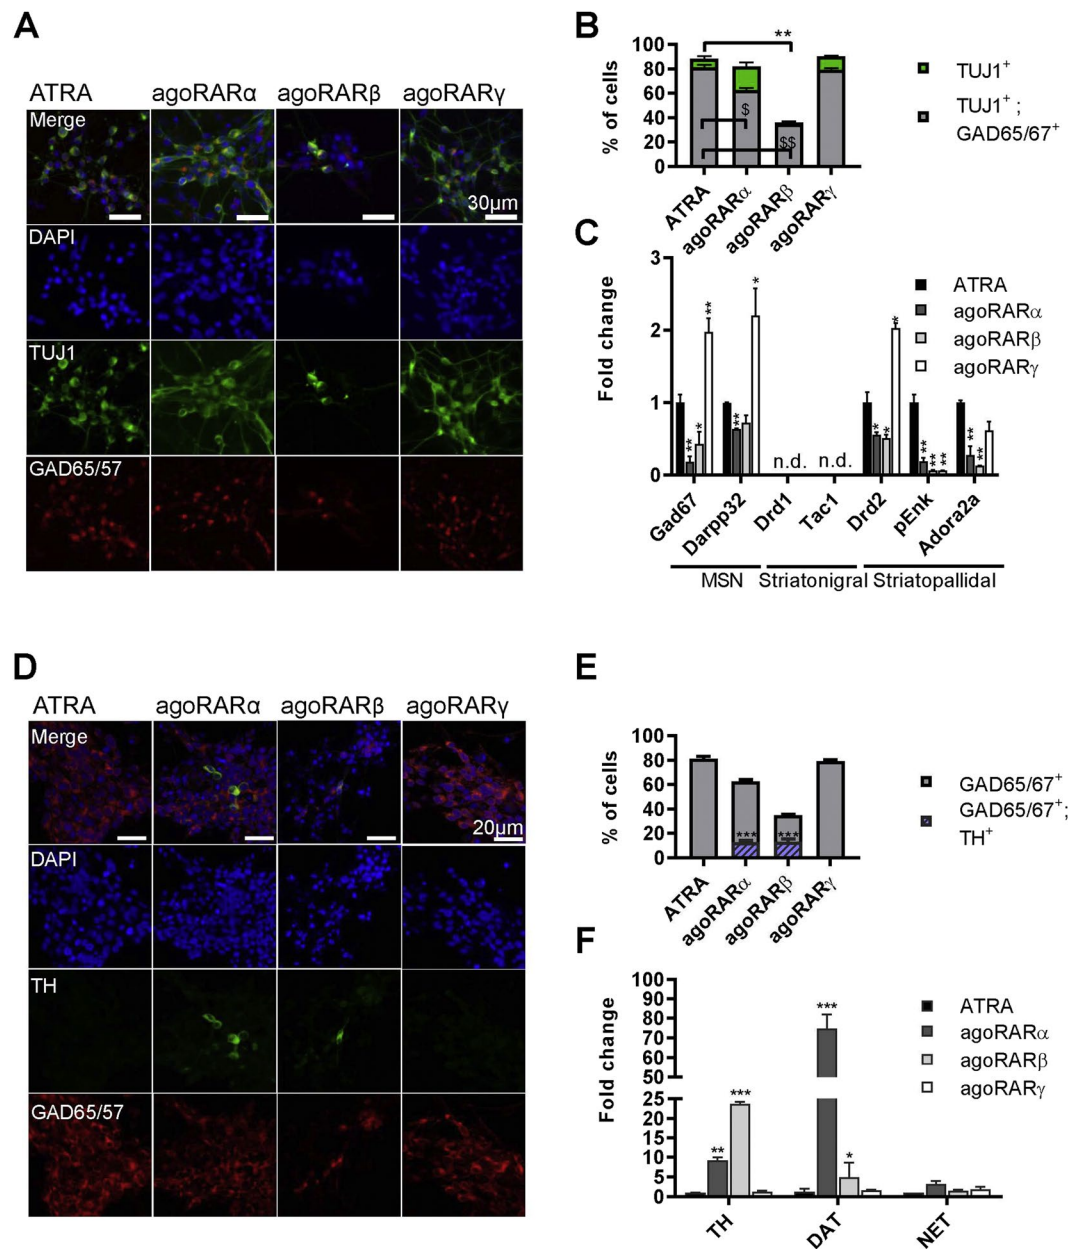 A
ATRA agoRARα agoRARβ agoRARγ
Merge
30µm
DAPI
TUJ1
GAD65/57
B
% of cells
100
80
60
40
20
0
**
$
$$
ATRA
agoRARα
agoRARβ
agoRARγ
TUJ1+
TUJ1+ ;
GAD65/67+
C
Fold change
3
2
1
0
** * ** * ** * n.d. n.d. * * * ** ** ** ** **
ATRA
agoRARα
agoRARβ
agoRARγ
Gad67
Darpp32
Drd1
Tac1
Drd2
pEnk
Adora2a
MSN Striatonigral Striatopallidal
D
ATRA agoRARα agoRARβ agoRARγ
Merge
20µm
DAPI
TH
GAD65/57
E
% of cells
100
80
60
40
20
0
*** ***
ATRA
agoRARα
agoRARβ
agoRARγ
GAD65/67+
GAD65/67+;
TH+
F
Fold change
100
90
80
70
60
50
25
20
15
10
5
0
** *** *** *
ATRA
agoRARα
agoRARβ
agoRARγ
TH
DAT
NET